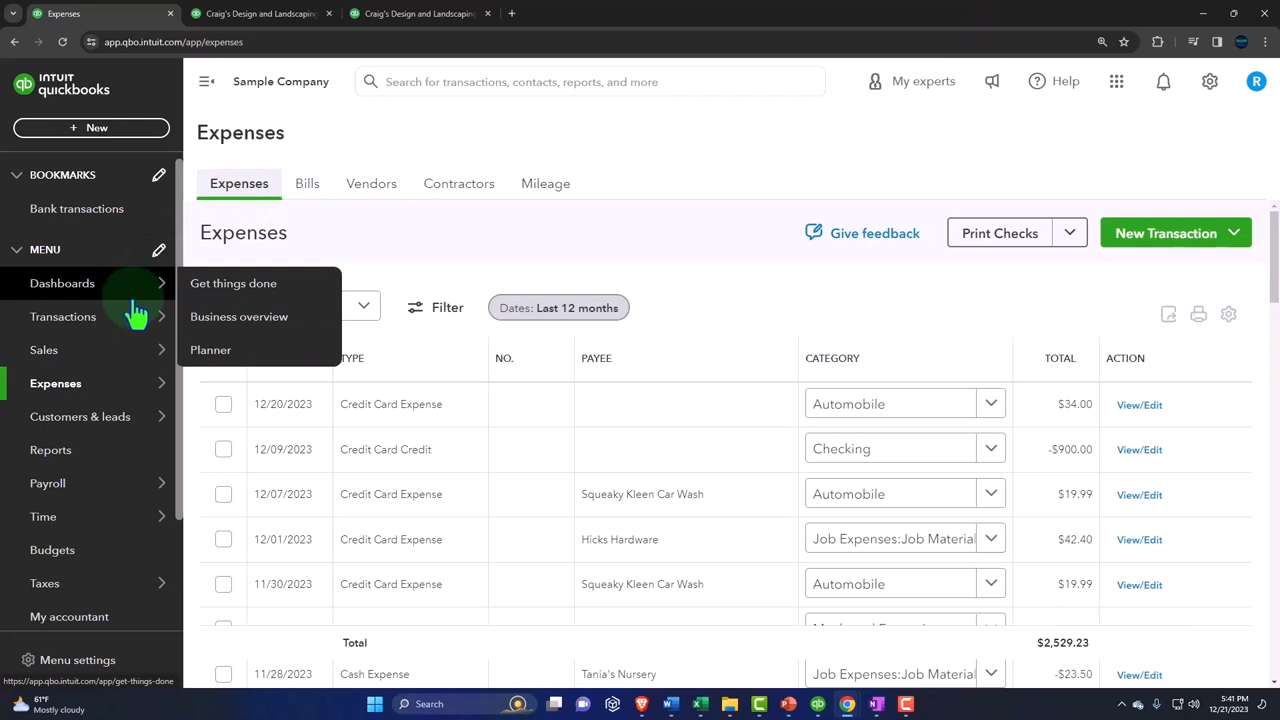 Expenses
Craig's Design and Landscaping
Craig's Design and Landscaping
app.qbo.intuit.com/app/expenses
INTUIT
quickbooks
Sample Company
Search for transactions, contacts, reports, and more
My experts
Help
R
+ New
Expenses
BOOKMARKS
Bank transactions
Expenses
Bills
Vendors
Contractors
Mileage
Expenses
Give feedback
Print Checks
New Transaction
MENU
Dashboards
Transactions
Sales
Expenses
Customers & leads
Reports
Payroll
Time
Budgets
Taxes
My accountant
Menu settings
Get things done
Business overview
Planner
Filter
Dates: Last 12 months
TYPE NO. PAYEE CATEGORY TOTAL ACTION
12/20/2023 Credit Card Expense Automobile $34.00 View/Edit
12/09/2023 Credit Card Credit Checking -$900.00 View/Edit
12/07/2023 Credit Card Expense Squeaky Kleen Car Wash Automobile $19.99 View/Edit
12/01/2023 Credit Card Expense Hicks Hardware Job Expenses:Job Material $42.40 View/Edit
11/30/2023 Credit Card Expense Squeaky Kleen Car Wash Automobile $19.99 View/Edit
Total $2,529.23
11/28/2023 Cash Expense Tania's Nursery Job Expenses:Job Material -$23.50 View/Edit
https://app.qbo.intuit.com/app/get-things-done
61°F
Mostly cloudy
Search
5:41 PM
12/21/2023